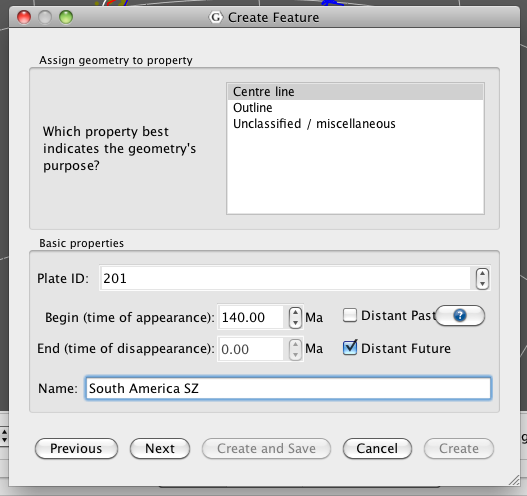 Create Feature
Assign geometry to property
Which property best
indicates the geometry's
purpose?
Centre line
Outline
Unclassified / miscellaneous
Basic properties
Plate ID: 201
Begin (time of appearance): 140.00 Ma Distant Past ?
End (time of disappearance): 0.00 Ma Distant Future
Name: South America SZ
Previous Next Create and Save Cancel Create